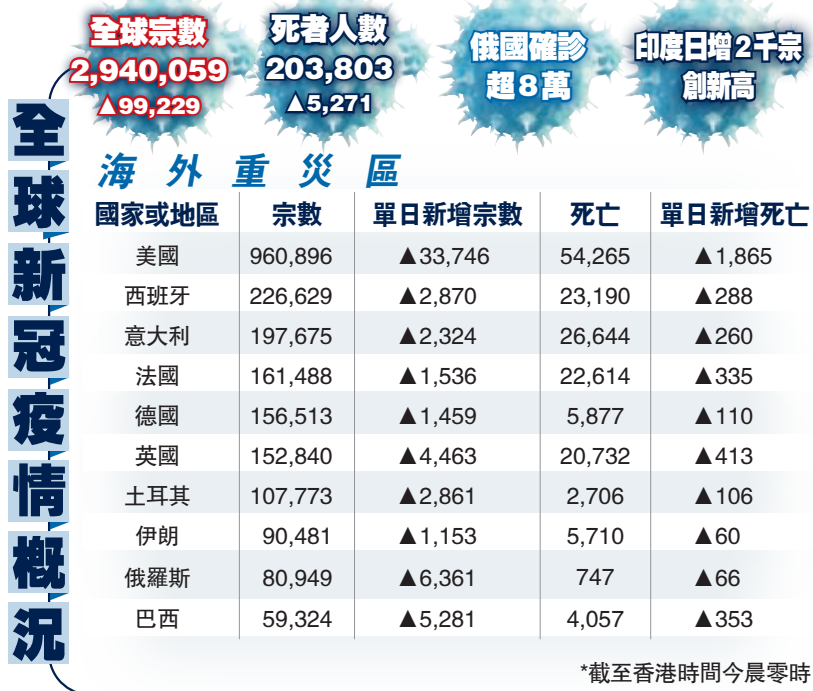 全球宗數
2,940,059
▲99,229
死者人數
203,803
▲5,271
俄國確診
超8萬
印度日增2千宗
創新高
全球新冠疫情概況
海外重災區
國家或地區 宗數 單日新增宗數 死亡 單日新增死亡
美國 960,896 ▲33,746 54,265 ▲1,865
西班牙 226,629 ▲2,870 23,190 ▲288
意大利 197,675 ▲2,324 26,644 ▲260
法國 161,488 ▲1,536 22,614 ▲335
德國 156,513 ▲1,459 5,877 ▲110
英國 152,840 ▲4,463 20,732 ▲413
土耳其 107,773 ▲2,861 2,706 ▲106
伊朗 90,481 ▲1,153 5,710 ▲60
俄羅斯 80,949 ▲6,361 747 ▲66
巴西 59,324 ▲5,281 4,057 ▲353
*截至香港時間今晨零時